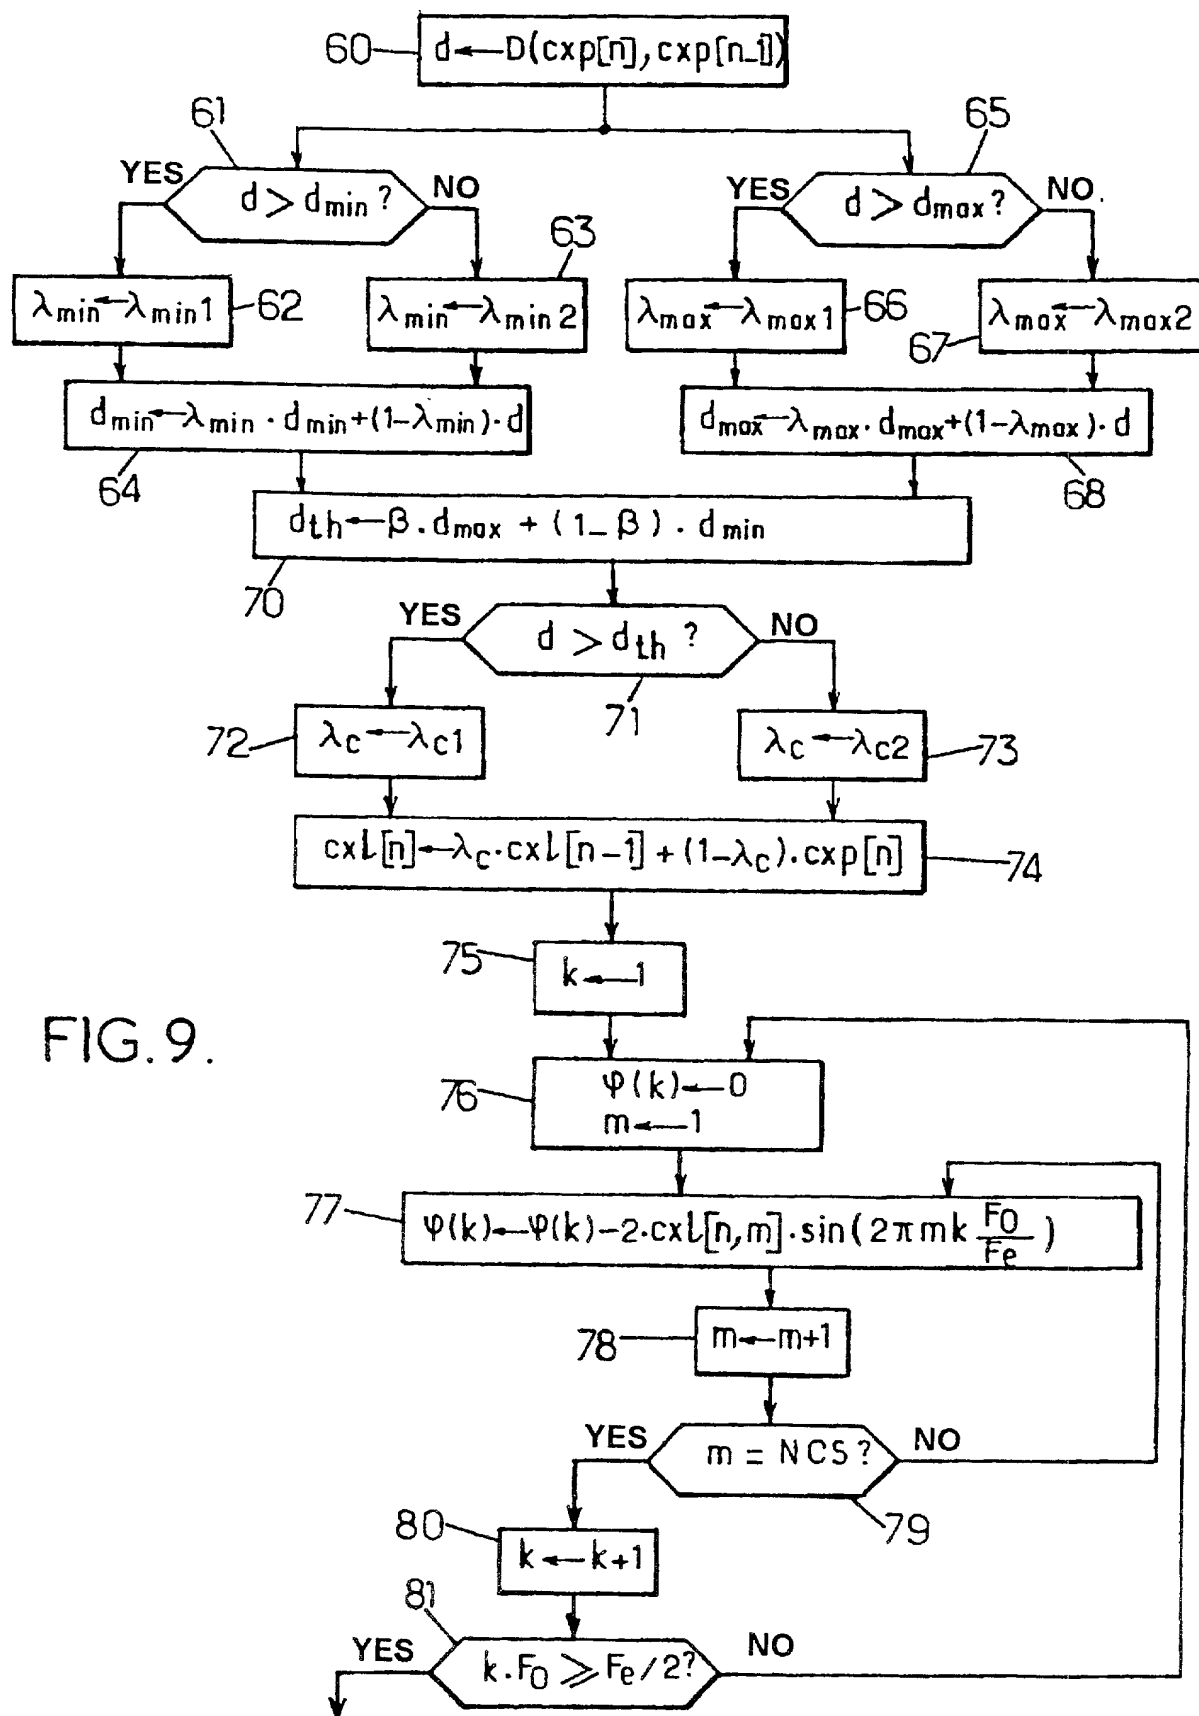 60 d ← D(cxp[n], cxp[n-1])
61 65
YES d > dmin ? NO YES d > dmax ? NO.
63
λmin ← λmin1 62 λmin ← λmin2 λmax ← λmax1 66 λmax ← λmax2
67
dmin ← λmin · dmin+(1-λmin) · d dmax ← λmax · dmax+(1-λmax) · d
64 68
dth ← β . dmax + (1-β) . dmin
70
YES d > dth ? NO
71
72 λc ← λc1 λc ← λc2 73
cxl[n] ← λc · cxl[n-1] + (1-λc) . cxp[n] 74
75 k ← 1
FIG. 9.
76 φ(k) ← 0
m ← 1
77 φ(k) ← φ(k) - 2 · cxl[n,m] · sin(2πmk F0/Fe)
78 m ← m+1
YES m = NCS ? NO
79
80 k ← k+1
81
YES k.F0 ⩾ Fe/2? NO